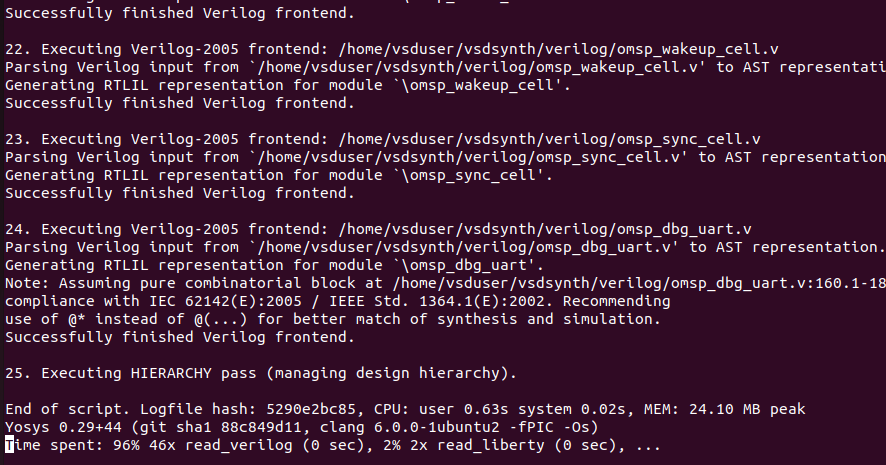 Successfully finished Verilog frontend.
22. Executing Verilog-2005 frontend: /home/vsduser/vsdsynth/verilog/omsp_wakeup_cell.v
Parsing Verilog input from `/home/vsduser/vsdsynth/verilog/omsp_wakeup_cell.v' to AST representati
Generating RTLIL representation for module `\omsp_wakeup_cell'.
Successfully finished Verilog frontend.
23. Executing Verilog-2005 frontend: /home/vsduser/vsdsynth/verilog/omsp_sync_cell.v
Parsing Verilog input from `/home/vsduser/vsdsynth/verilog/omsp_sync_cell.v' to AST representation
Generating RTLIL representation for module `\omsp_sync_cell'.
Successfully finished Verilog frontend.
24. Executing Verilog-2005 frontend: /home/vsduser/vsdsynth/verilog/omsp_dbg_uart.v
Parsing Verilog input from `/home/vsduser/vsdsynth/verilog/omsp_dbg_uart.v' to AST representation.
Generating RTLIL representation for module `\omsp_dbg_uart'.
Note: Assuming pure combinatorial block at /home/vsduser/vsdsynth/verilog/omsp_dbg_uart.v:160.1-18
compliance with IEC 62142(E):2005 / IEEE Std. 1364.1(E):2002. Recommending
use of @* instead of @(...) for better match of synthesis and simulation.
Successfully finished Verilog frontend.
25. Executing HIERARCHY pass (managing design hierarchy).
End of script. Logfile hash: 5290e2bc85, CPU: user 0.63s system 0.02s, MEM: 24.10 MB peak
Yosys 0.29+44 (git sha1 88c849d11, clang 6.0.0-1ubuntu2 -fPIC -Os)
Time spent: 96% 46x read_verilog (0 sec), 2% 2x read_liberty (0 sec), ...